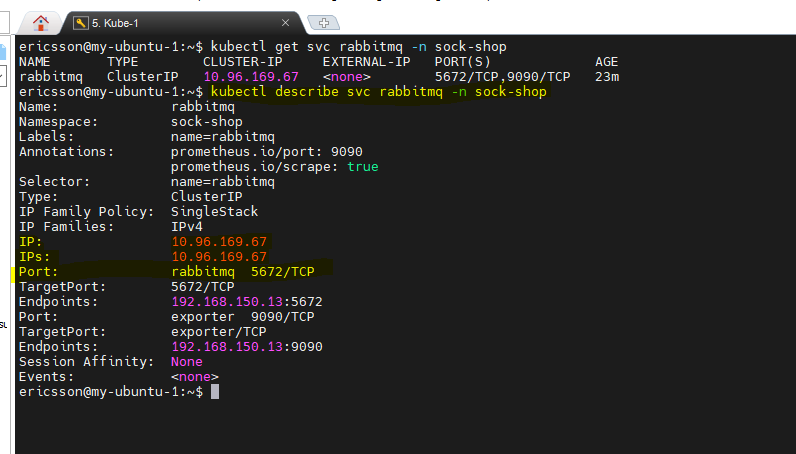 5. Kube-1
ericsson@my-ubuntu-1:~$ kubectl get svc rabbitmq -n sock-shop
NAME TYPE CLUSTER-IP EXTERNAL-IP PORT(S) AGE
rabbitmq ClusterIP 10.96.169.67 <none> 5672/TCP,9090/TCP 23m
ericsson@my-ubuntu-1:~$ kubectl describe svc rabbitmq -n sock-shop
Name: rabbitmq
Namespace: sock-shop
Labels: name=rabbitmq
Annotations: prometheus.io/port: 9090
prometheus.io/scrape: true
Selector: name=rabbitmq
Type: ClusterIP
IP Family Policy: SingleStack
IP Families: IPv4
IP: 10.96.169.67
IPs: 10.96.169.67
Port: rabbitmq 5672/TCP
TargetPort: 5672/TCP
Endpoints: 192.168.150.13:5672
Port: exporter 9090/TCP
TargetPort: exporter/TCP
Endpoints: 192.168.150.13:9090
Session Affinity: None
Events: <none>
ericsson@my-ubuntu-1:~$